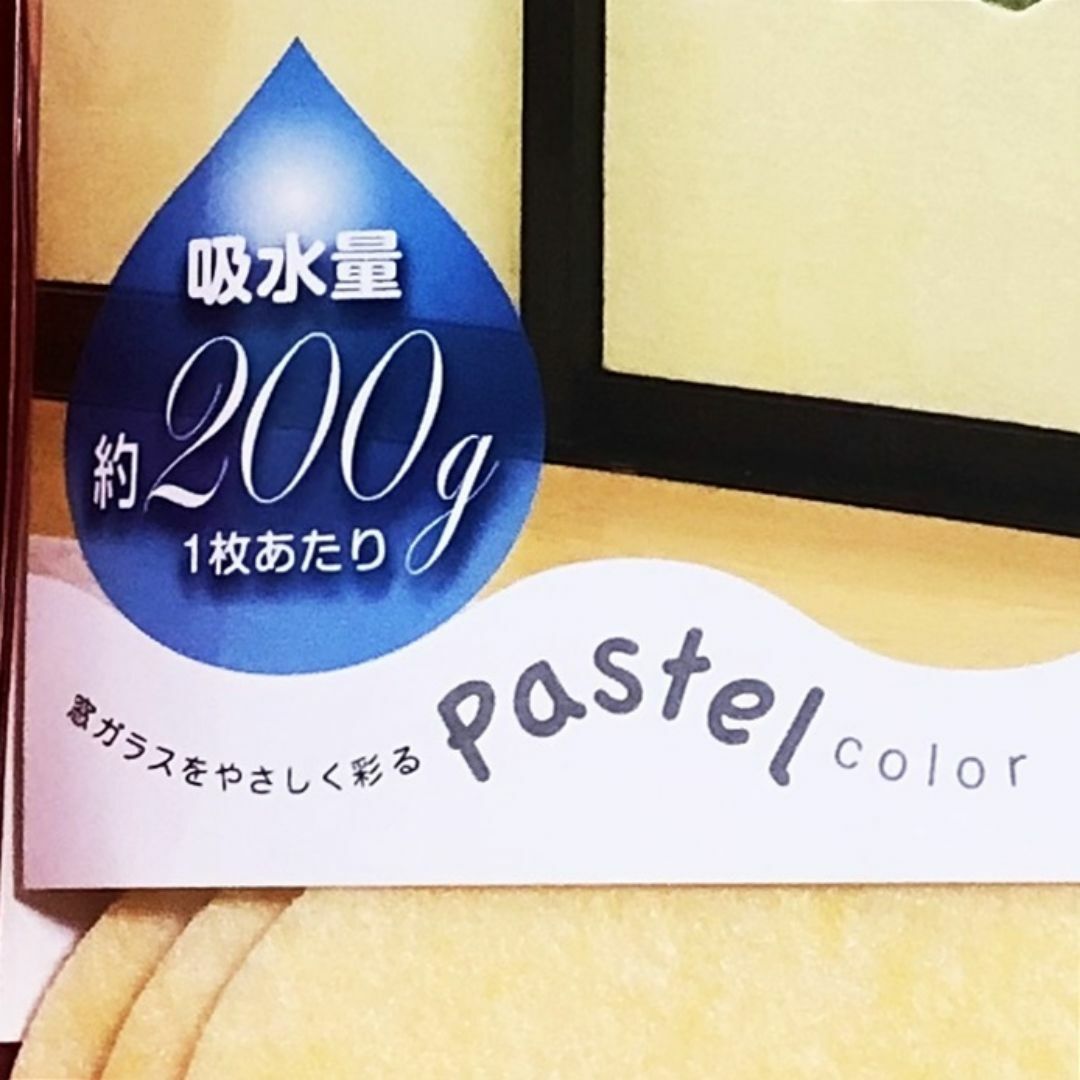 吸水量
約200g
1枚あたり
窓ガラスをやさしく彩る
pastel color